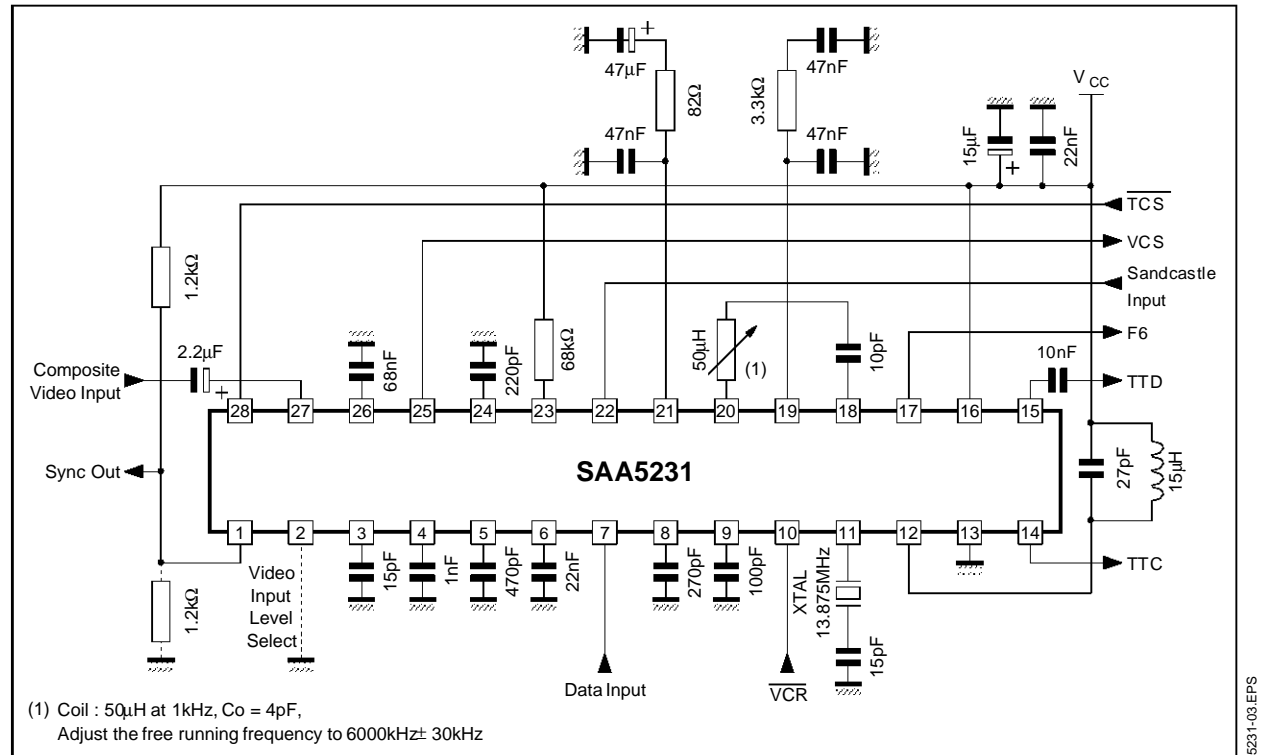 47µF
+
82Ω
47nF
3.3kΩ
47nF
47nF
15µF
+
22nF
V CC
TCS
VCS
Sandcastle
Input
F6
TTD
TTC
1.2kΩ
2.2µF
+
Composite
Video Input
68nF
220pF
68kΩ
50µH
(1)
10pF
10nF
28 27 26 25 24 23 22 21 20 19 18 17 16 15
SAA5231
Sync Out
27pF
15µH
1 2 3 4 5 6 7 8 9 10 11 12 13 14
1.2kΩ
Video
Input
Level
Select
15pF
1nF
470pF
22nF
Data Input
270pF
100pF
VCR
XTAL
13.875MHz
15pF
(1) Coil : 50µH at 1kHz, Co = 4pF,
Adjust the free running frequency to 6000kHz± 30kHz
5231-03.EPS